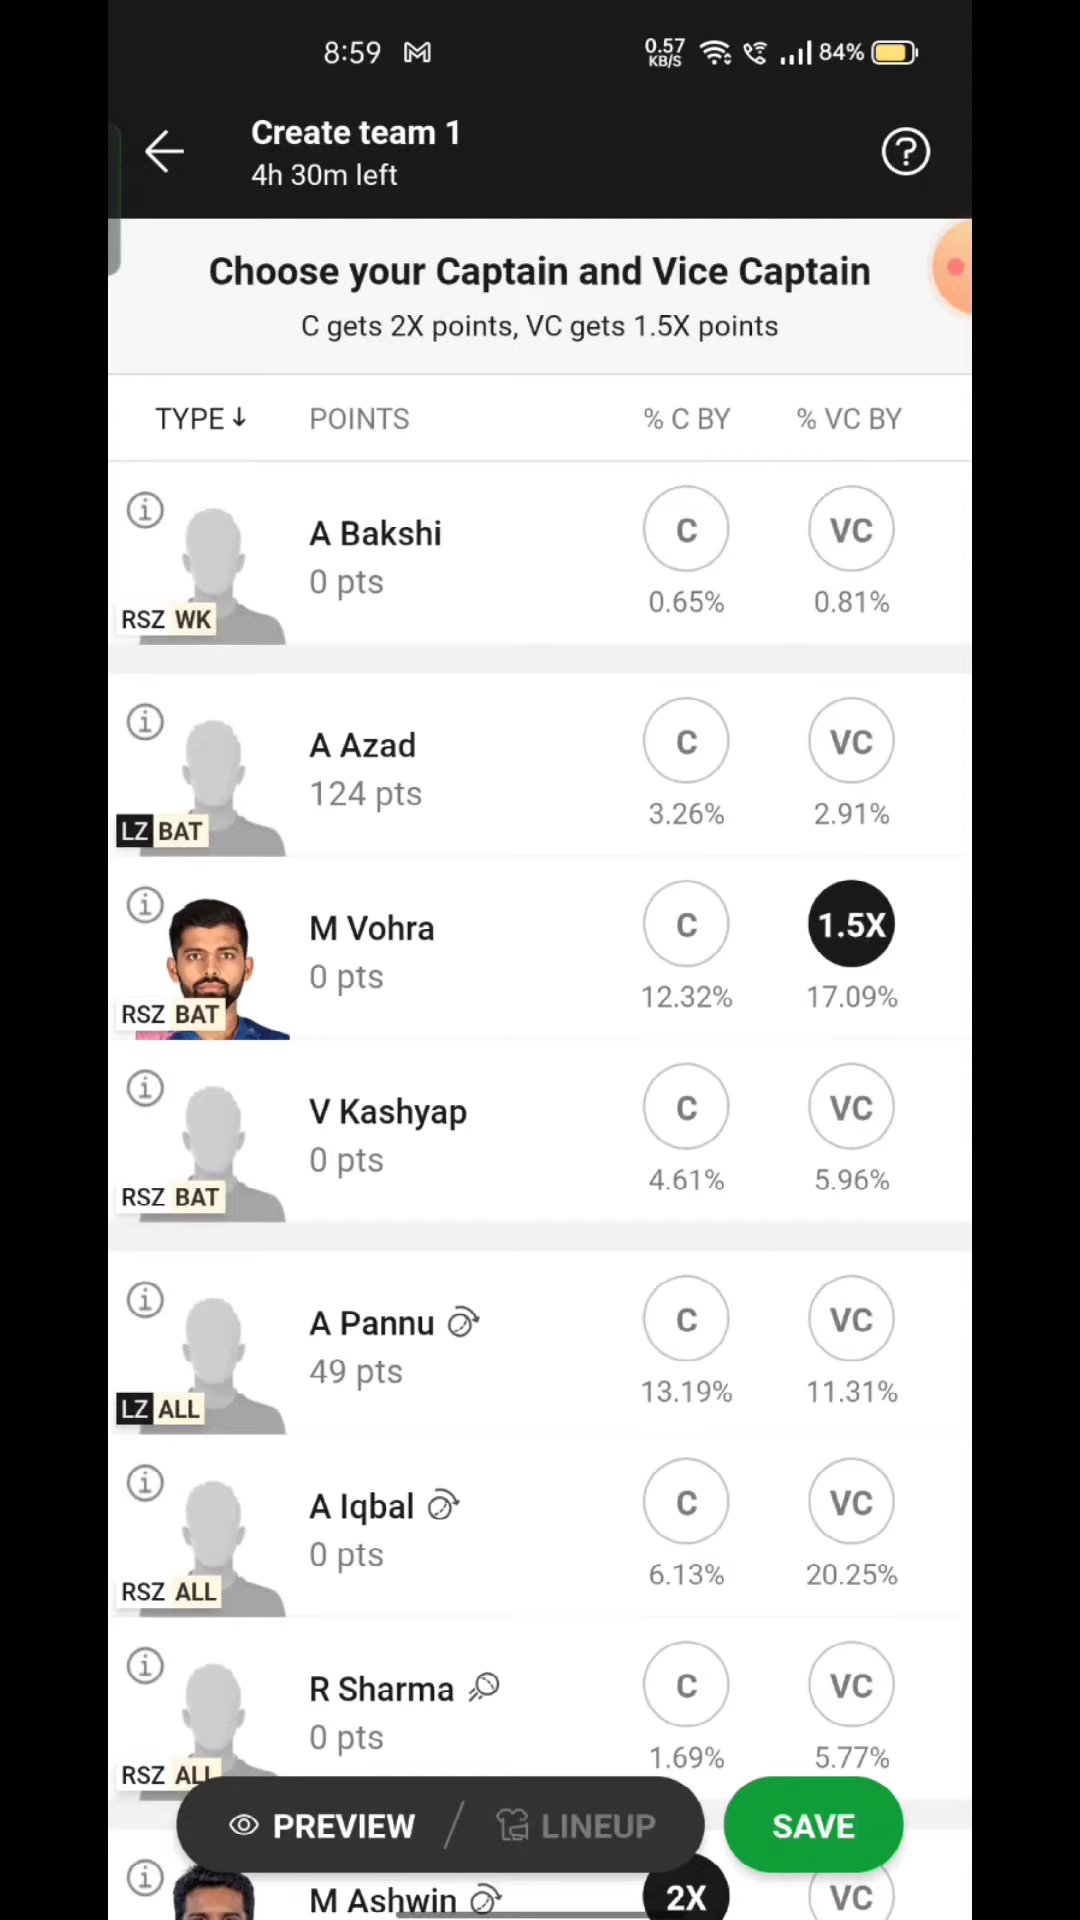 8:59 0.57 KB/S 84%
Create team 1
4h 30m left
Choose your Captain and Vice Captain
C gets 2X points, VC gets 1.5X points
TYPE↓ POINTS % C BY % VC BY
A Bakshi C VC
0 pts
RSZ WK 0.65% 0.81%
A Azad C VC
124 pts
LZ BAT 3.26% 2.91%
M Vohra C 1.5X
0 pts
RSZ BAT 12.32% 17.09%
V Kashyap C VC
0 pts
RSZ BAT 4.61% 5.96%
A Pannu C VC
49 pts
LZ ALL 13.19% 11.31%
A Iqbal C VC
0 pts
RSZ ALL 6.13% 20.25%
R Sharma C VC
0 pts
RSZ ALL 1.69% 5.77%
PREVIEW / LINEUP SAVE
M Ashwin 2X VC